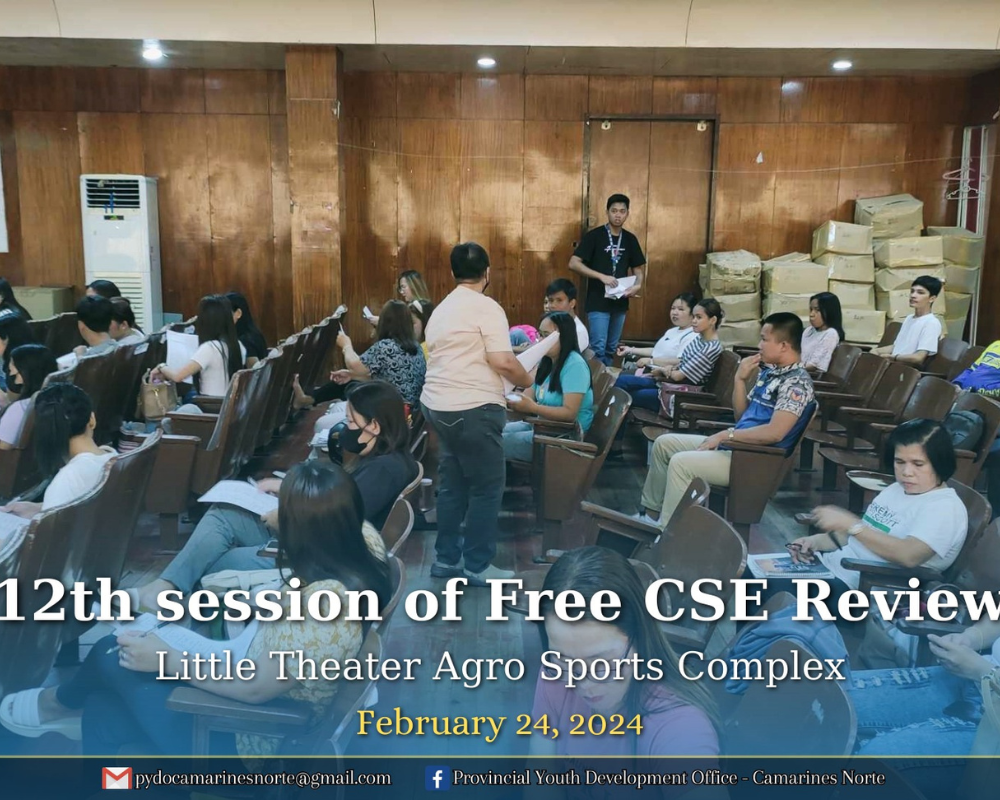 12th session of Free CSE Review
Little Theater Agro Sports Complex
February 24, 2024
pydocamarinesnorte@gmail.com Provincial Youth Development Office - Camarines Norte